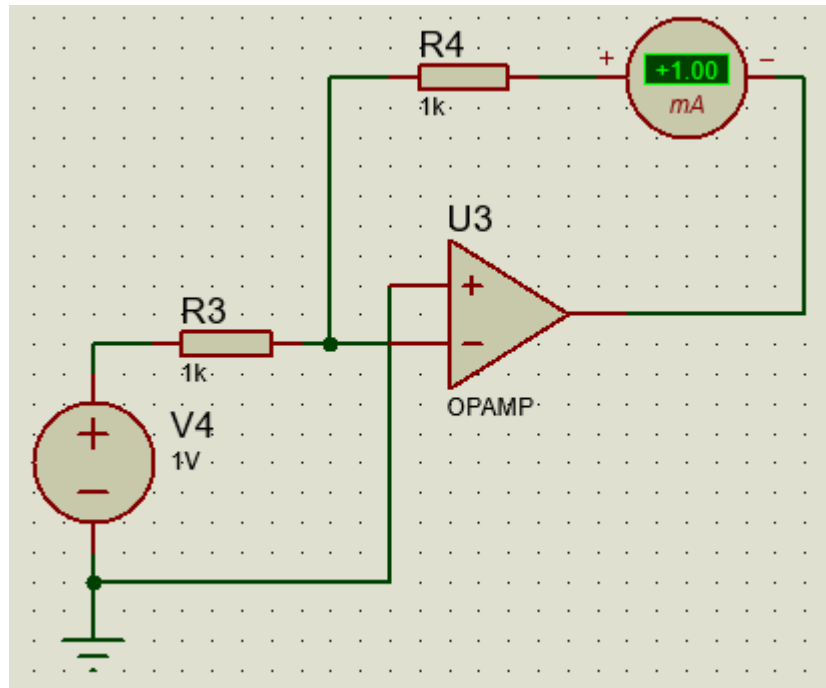 R4
1k
+ +1.00 −
mA
U3
+
−
OPAMP
R3
1k
V4
1V
+
−